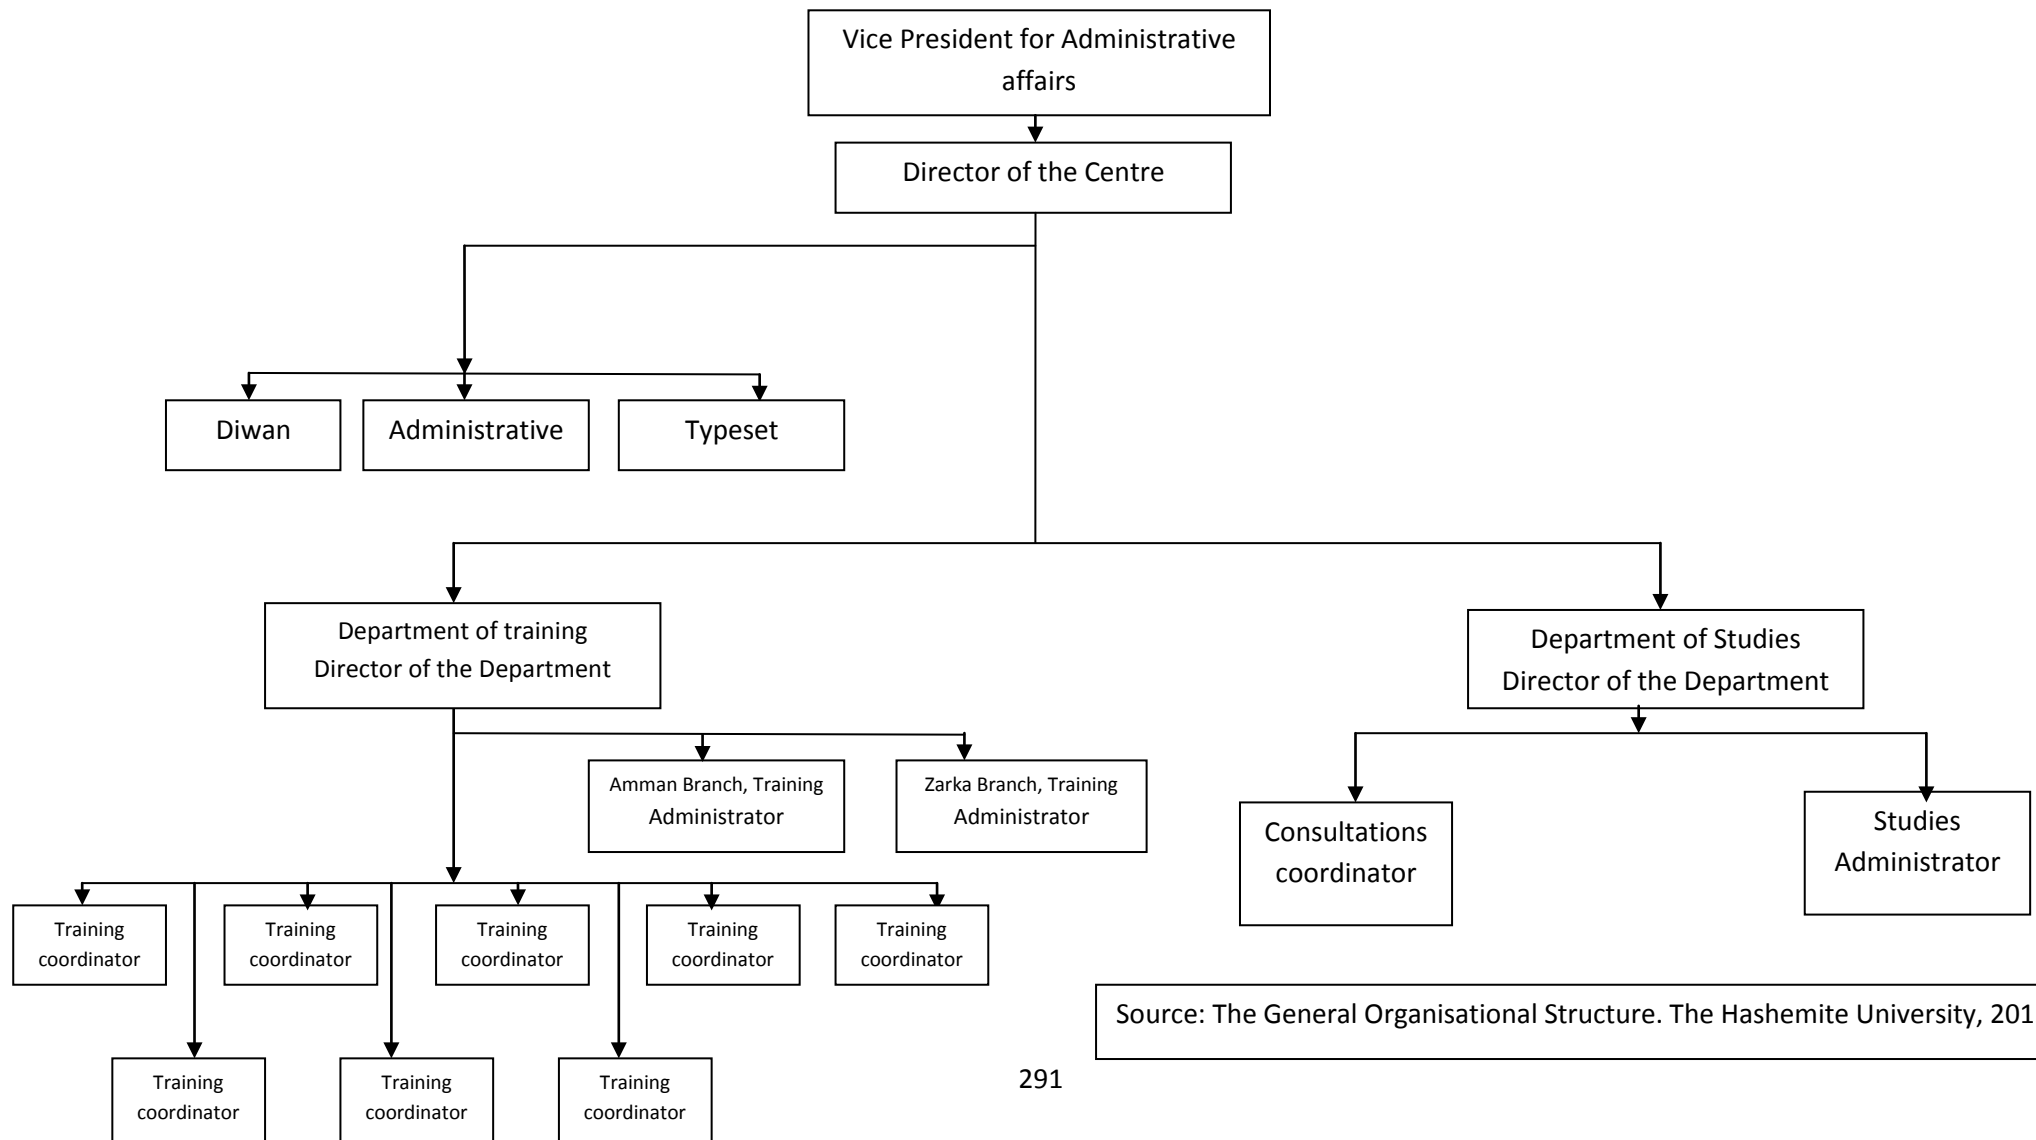 Vice President for Administrative
affairs
Director of the Centre
Diwan
Administrative
Typeset
Department of training
Director of the Department
Department of Studies
Director of the Department
Amman Branch, Training
Administrator
Zarka Branch, Training
Administrator
Consultations
coordinator
Studies
Administrator
Training
coordinator
Training
coordinator
Training
coordinator
Training
coordinator
Training
coordinator
Training
coordinator
Training
coordinator
Training
coordinator
Source: The General Organisational Structure. The Hashemite University, 201
291